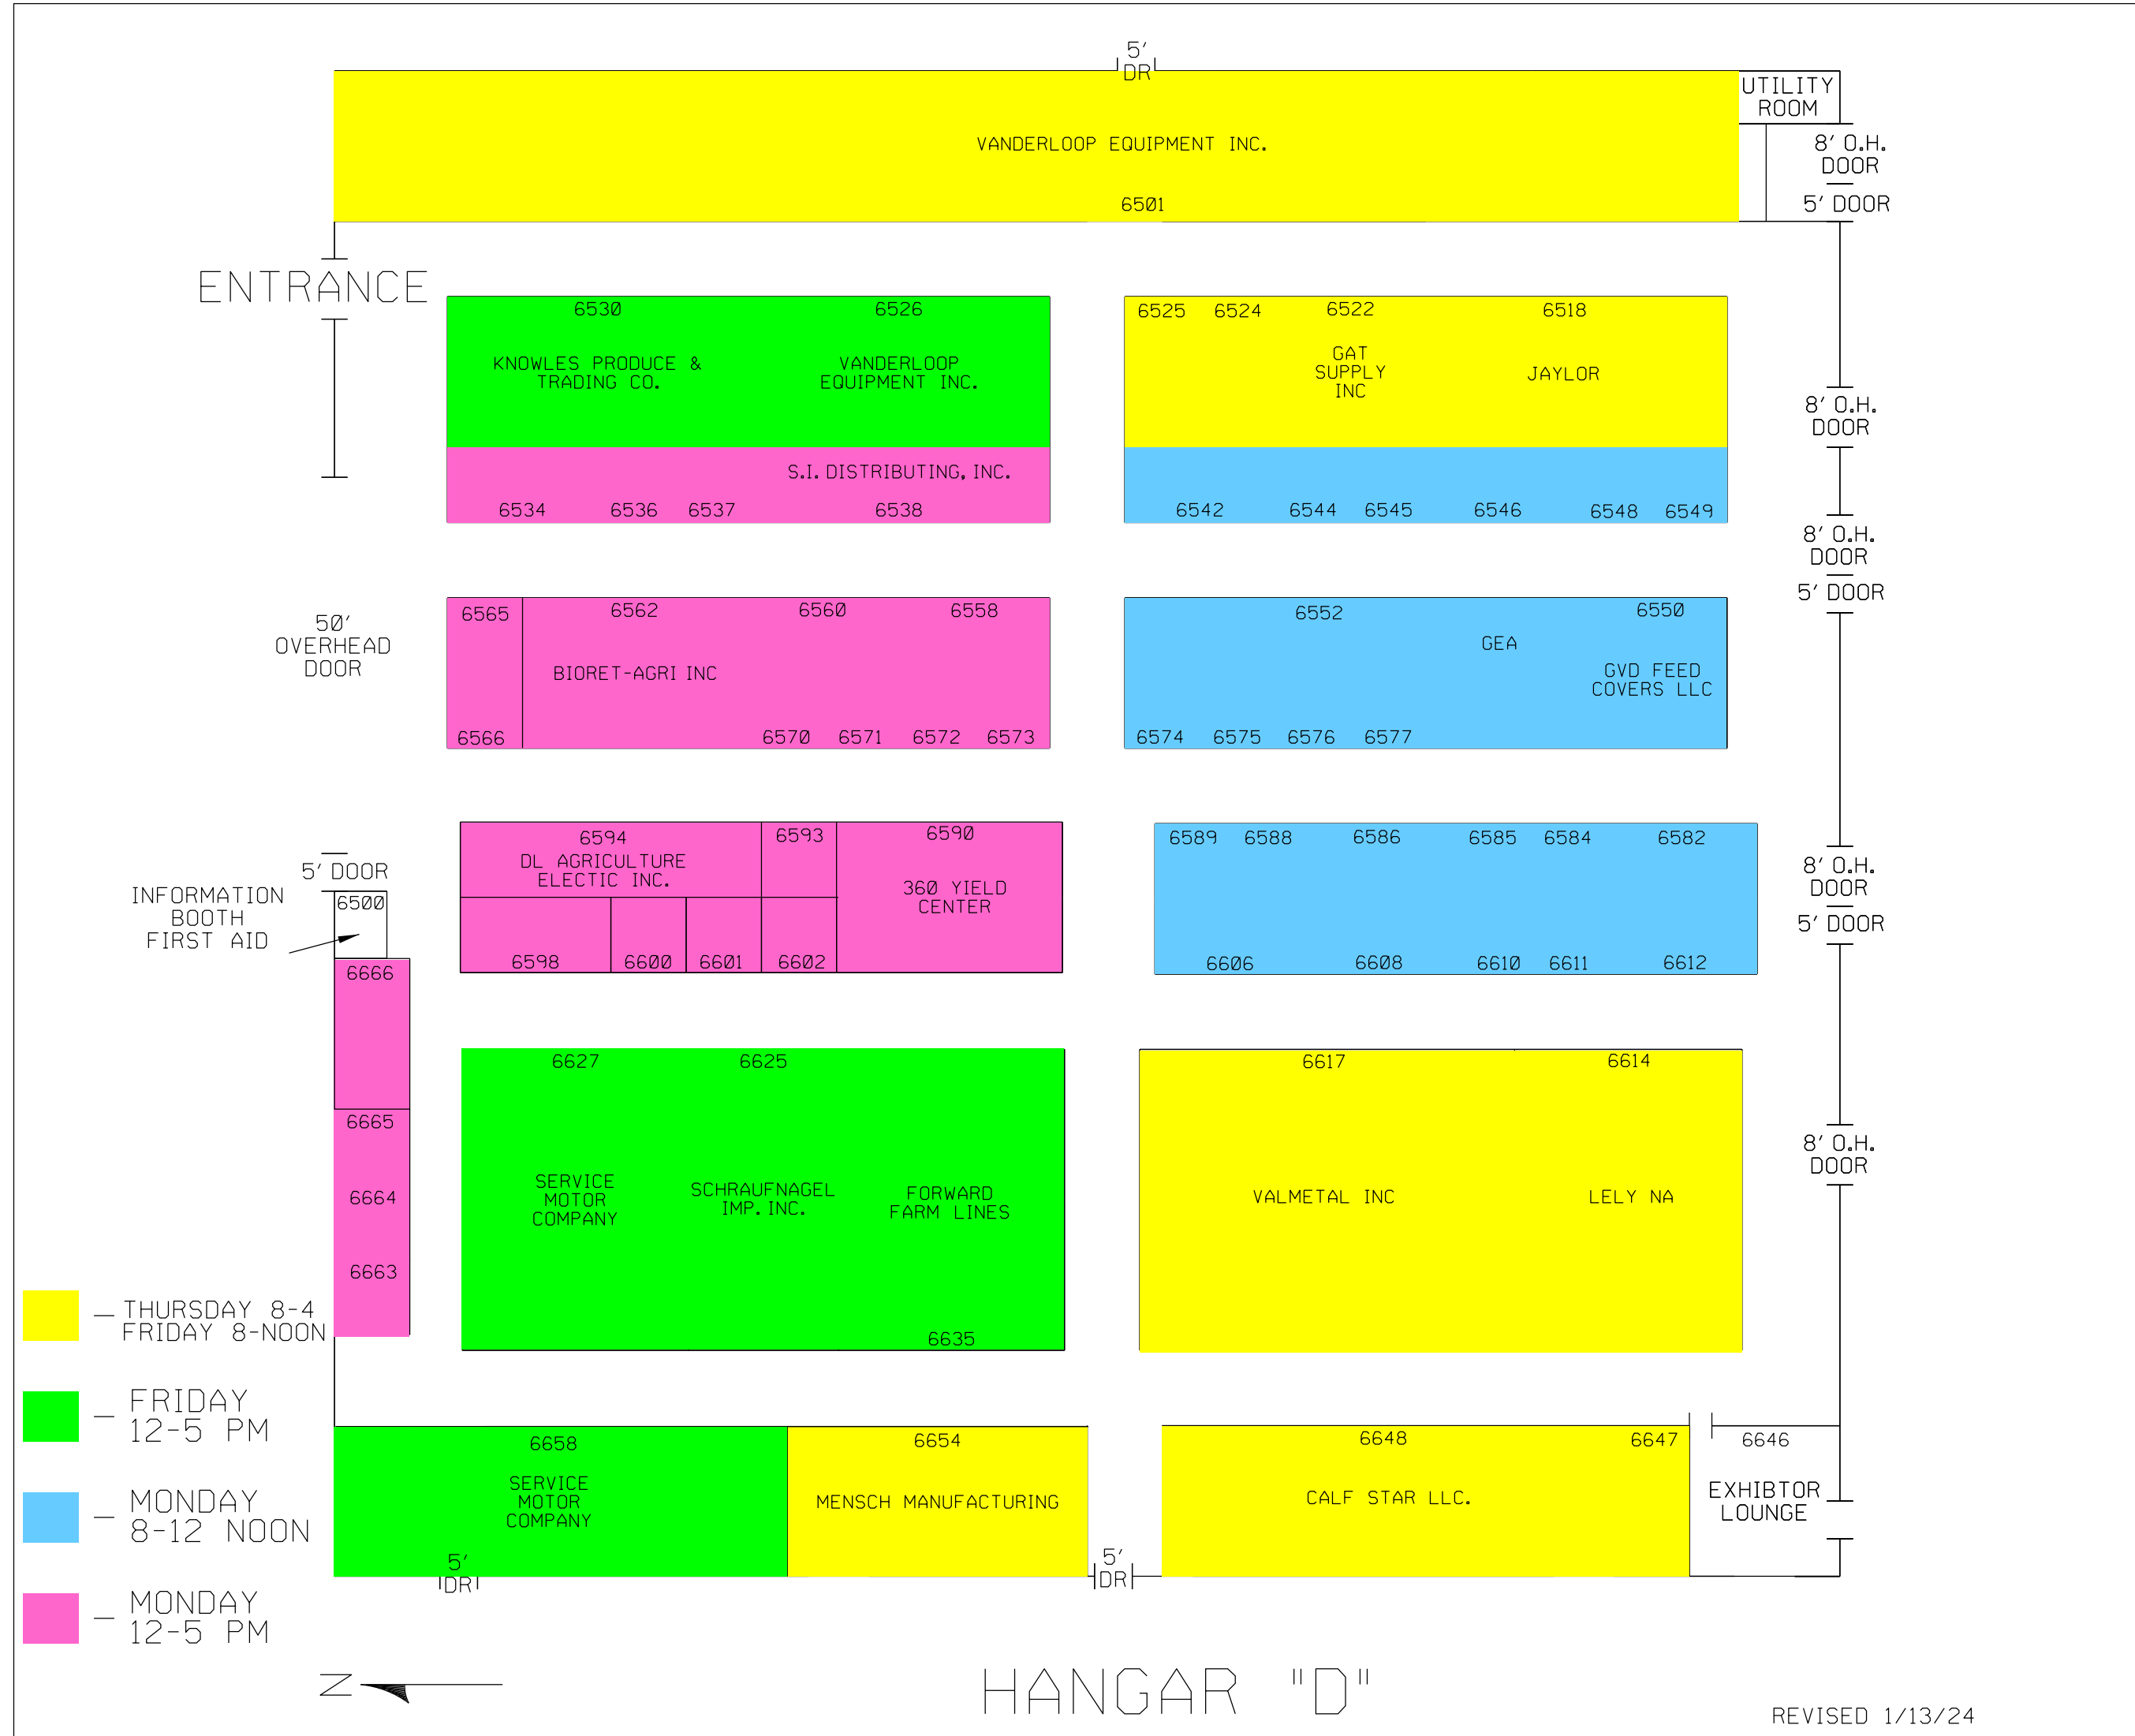 5'
DR
UTILITY
ROOM
VANDERLOOP EQUIPMENT INC.
8' O.H.
DOOR
6501
5' DOOR
ENTRANCE
6530
6526
KNOWLES PRODUCE &
TRADING CO.
VANDERLOOP
EQUIPMENT INC.
6525
6524
6522
6518
GAT
SUPPLY
INC
JAYLOR
8' O.H.
DOOR
S.I. DISTRIBUTING, INC.
6534
6536
6537
6538
6542
6544
6545
6546
6548
6549
8' O.H.
DOOR
5' DOOR
50'
OVERHEAD
DOOR
6565
6562
6560
6558
BIORET-AGRI INC
6566
6570
6571
6572
6573
6552
6550
GEA
GVD FEED
COVERS LLC
6574
6575
6576
6577
5' DOOR
INFORMATION
BOOTH
FIRST AID
6500
6594
DL AGRICULTURE
ELECTIC INC.
6593
6590
360 YIELD
CENTER
6598
6600
6601
6602
6589
6588
6586
6585
6584
6582
6606
6608
6610
6611
6612
8' O.H.
DOOR
5' DOOR
6666
6665
6664
6663
6627
6625
SERVICE
MOTOR
COMPANY
SCHRAUFNAGEL
IMP. INC.
FORWARD
FARM LINES
6635
6617
6614
VALMETAL INC
LELY NA
8' O.H.
DOOR
THURSDAY 8-4
FRIDAY 8-NOON
FRIDAY
12-5 PM
MONDAY
8-12 NOON
MONDAY
12-5 PM
6658
SERVICE
MOTOR
COMPANY
5'
DR
6654
MENSCH MANUFACTURING
5'
DR
6648
6647
CALF STAR LLC.
6646
EXHIBTOR
LOUNGE
N
HANGAR "D"
REVISED 1/13/24